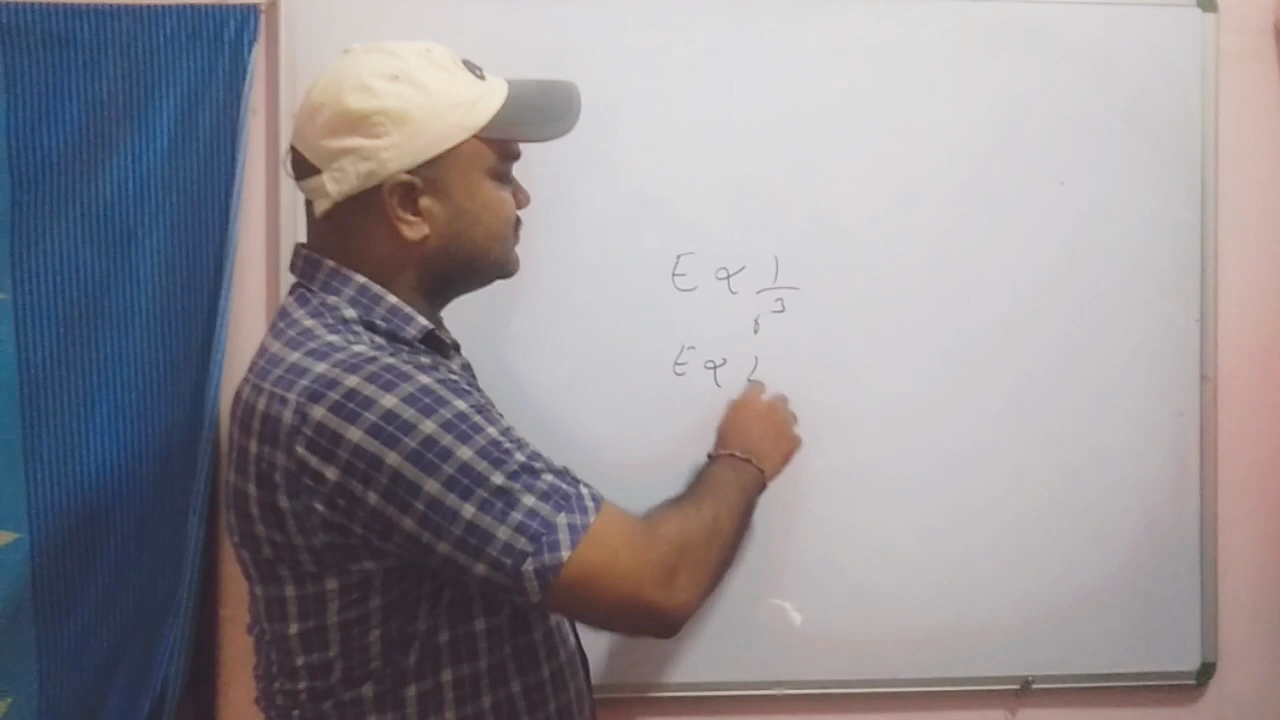 E ∝ 1/r³
E ∝ 1